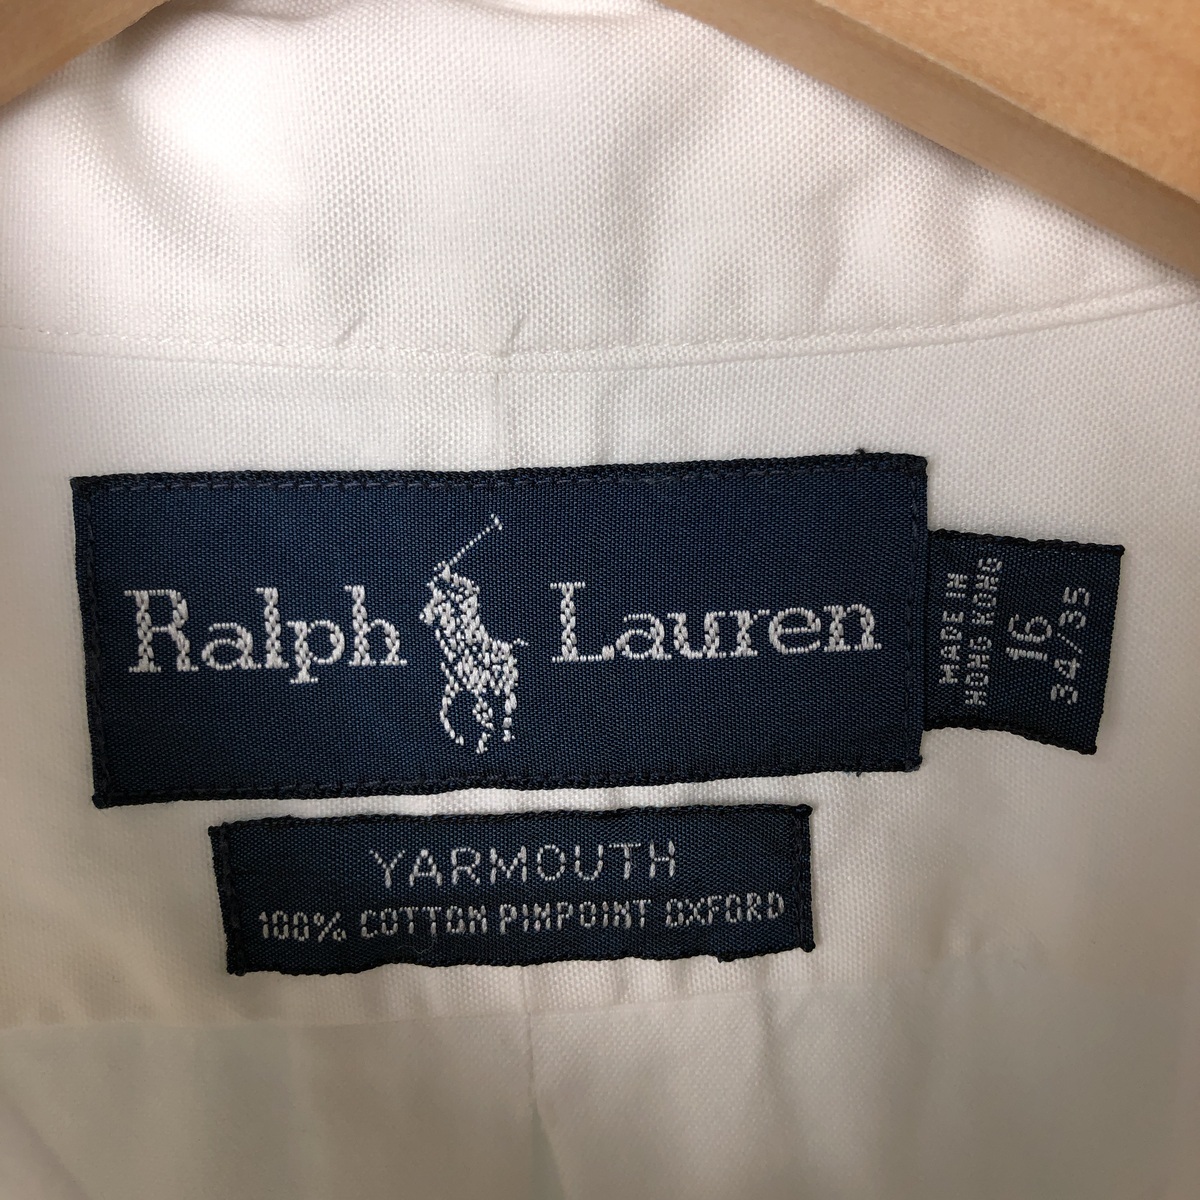 Ralph Lauren
MADE IN
HONG KONG
16
34/35
YARMOUTH
100% COTTON PINPOINT OXFORD